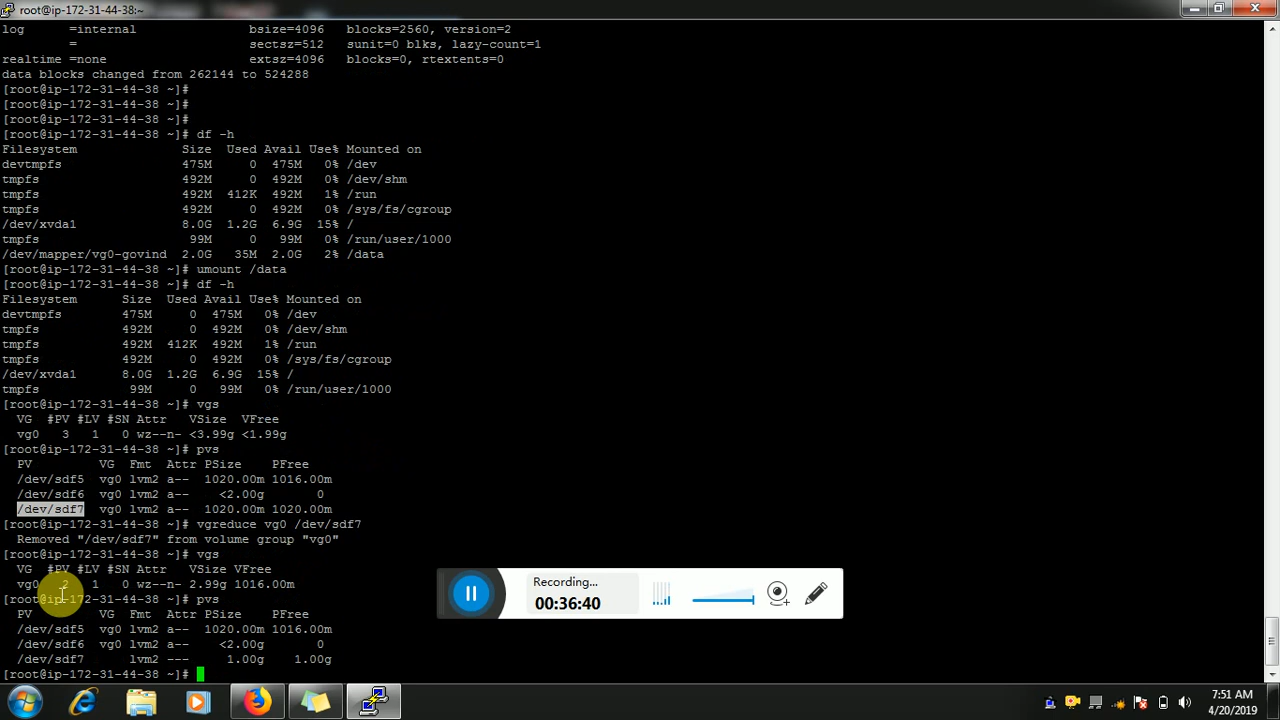 root@ip-172-31-44-38:~
log      =internal               bsize=4096   blocks=2560, version=2
         =                       sectsz=512   sunit=0 blks, lazy-count=1
realtime =none                   extsz=4096   blocks=0, rtextents=0
data blocks changed from 262144 to 524288
[root@ip-172-31-44-38 ~]#
[root@ip-172-31-44-38 ~]#
[root@ip-172-31-44-38 ~]#
[root@ip-172-31-44-38 ~]# df -h
Filesystem              Size  Used Avail Use% Mounted on
devtmpfs                475M     0  475M   0% /dev
tmpfs                   492M     0  492M   0% /dev/shm
tmpfs                   492M  412K  492M   1% /run
tmpfs                   492M     0  492M   0% /sys/fs/cgroup
/dev/xvda1              8.0G  1.2G  6.9G  15% /
tmpfs                    99M     0   99M   0% /run/user/1000
/dev/mapper/vg0-govind  2.0G   35M  2.0G   2% /data
[root@ip-172-31-44-38 ~]# umount /data
[root@ip-172-31-44-38 ~]# df -h
Filesystem      Size  Used Avail Use% Mounted on
devtmpfs        475M     0  475M   0% /dev
tmpfs           492M     0  492M   0% /dev/shm
tmpfs           492M  412K  492M   1% /run
tmpfs           492M     0  492M   0% /sys/fs/cgroup
/dev/xvda1      8.0G  1.2G  6.9G  15% /
tmpfs            99M     0   99M   0% /run/user/1000
[root@ip-172-31-44-38 ~]# vgs
  VG  #PV #LV #SN Attr   VSize  VFree
  vg0   3   1   0 wz--n- <3.99g <1.99g
[root@ip-172-31-44-38 ~]# pvs
  PV         VG  Fmt  Attr PSize    PFree
  /dev/sdf5  vg0 lvm2 a--  1020.00m 1016.00m
  /dev/sdf6  vg0 lvm2 a--    <2.00g       0
  /dev/sdf7  vg0 lvm2 a--  1020.00m 1020.00m
[root@ip-172-31-44-38 ~]# vgreduce vg0 /dev/sdf7
  Removed "/dev/sdf7" from volume group "vg0"
[root@ip-172-31-44-38 ~]# vgs
  VG  #PV #LV #SN Attr   VSize VFree
  vg0   2   1   0 wz--n- 2.99g 1016.00m
[root@ip-172-31-44-38 ~]# pvs
  PV         VG  Fmt  Attr PSize    PFree
  /dev/sdf5  vg0 lvm2 a--  1020.00m 1016.00m
  /dev/sdf6  vg0 lvm2 a--    <2.00g       0
  /dev/sdf7      lvm2 ---     1.00g    1.00g
[root@ip-172-31-44-38 ~]#
Recording...
00:36:40
7:51 AM
4/20/2019